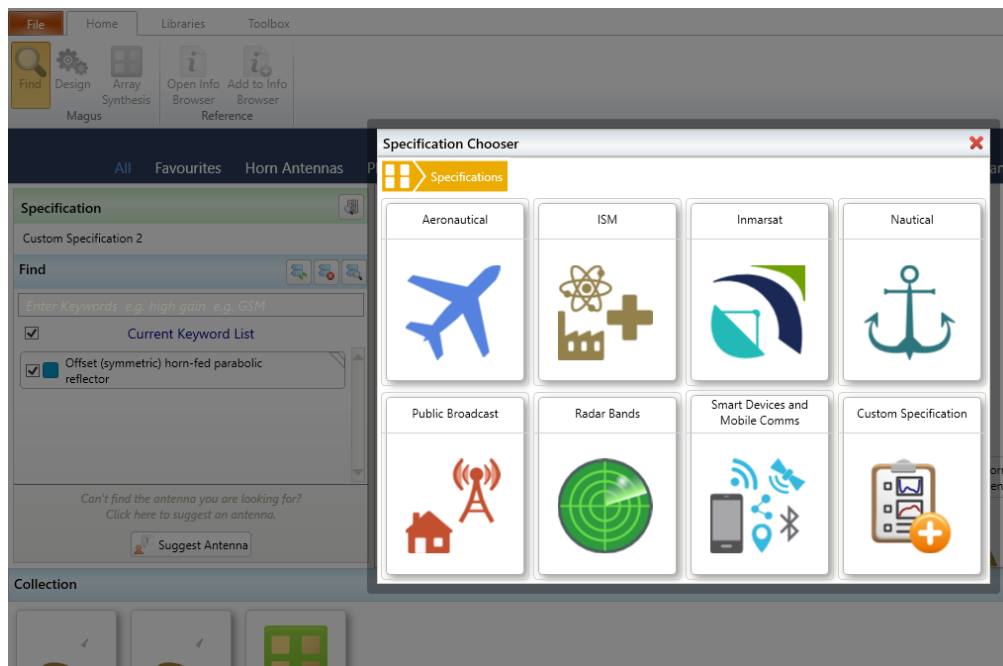 File
Home
Libraries
Toolbox
Find
Design
Array
Synthesis
Open Info
Browser
Add to Info
Browser
Magus
Reference
All
Favourites
Horn Antennas
Specification Chooser
Specifications
Specification
Custom Specification 2
Find
Enter Keywords e.g. high gain e.g. GSM
Current Keyword List
Offset (symmetric) horn-fed parabolic
reflector
Can't find the antenna you are looking for?
Click here to suggest an antenna.
Suggest Antenna
Aeronautical
ISM
Inmarsat
Nautical
Public Broadcast
Radar Bands
Smart Devices and
Mobile Comms
Custom Specification
Collection